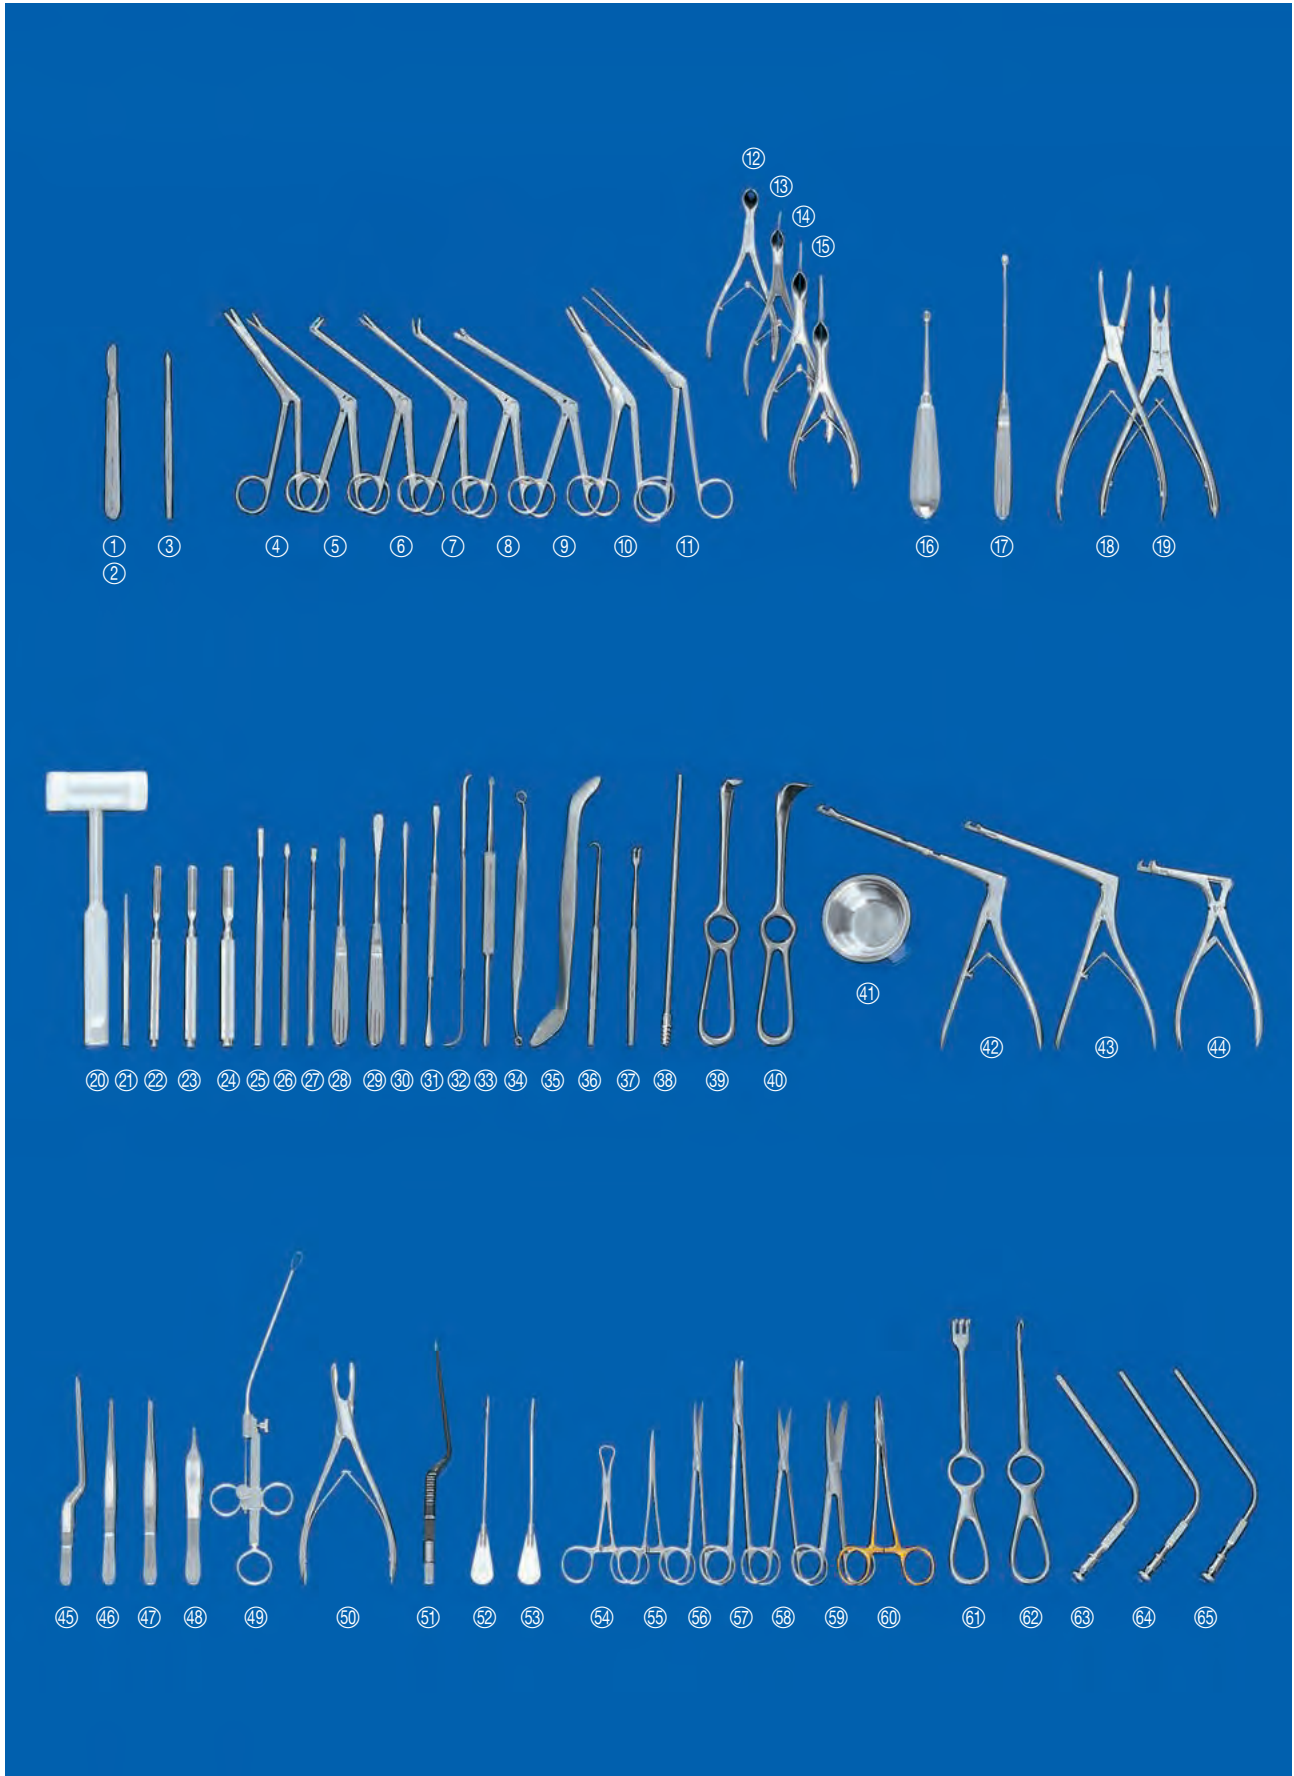 ⑫
⑬
⑭
⑮
① ③ ④ ⑤ ⑥ ⑦ ⑧ ⑨ ⑩ ⑪ ⑯ ⑰ ⑱ ⑲
②
㊶
㊷ ㊸ ㊹
⑳ ㉑ ㉒ ㉓ ㉔ ㉕ ㉖ ㉗ ㉘ ㉙ ㉚ ㉛ ㉜ ㉝ ㉞ ㉟ ㊱ ㊲ ㊳ ㊴ ㊵
㊺ ㊻ ㊼ ㊽ ㊾ ㊿ 51 52 53 54 55 56 57 58 59 60 61 62 63 64 65